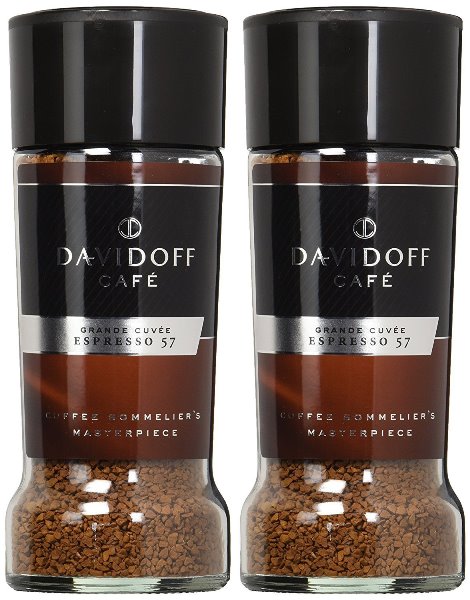 DAVIDOFF
CAFÉ
GRANDE CUVÉE
ESPRESSO 57
COFFEE SOMMELIER'S
MASTERPIECE
DAVIDOFF
CAFÉ
GRANDE CUVÉE
ESPRESSO 57
COFFEE SOMMELIER'S
MASTERPIECE